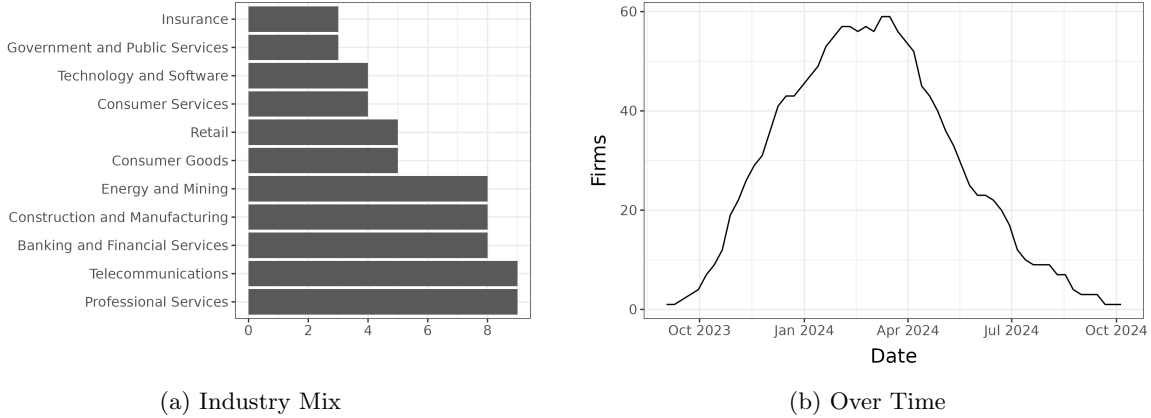 Insurance
Government and Public Services
Technology and Software
Consumer Services
Retail
Consumer Goods
Energy and Mining
Construction and Manufacturing
Banking and Financial Services
Telecommunications
Professional Services
0 2 4 6 8
(a) Industry Mix
60
40
20
0
Firms
Oct 2023 Jan 2024 Apr 2024 Jul 2024 Oct 2024
Date
(b) Over Time